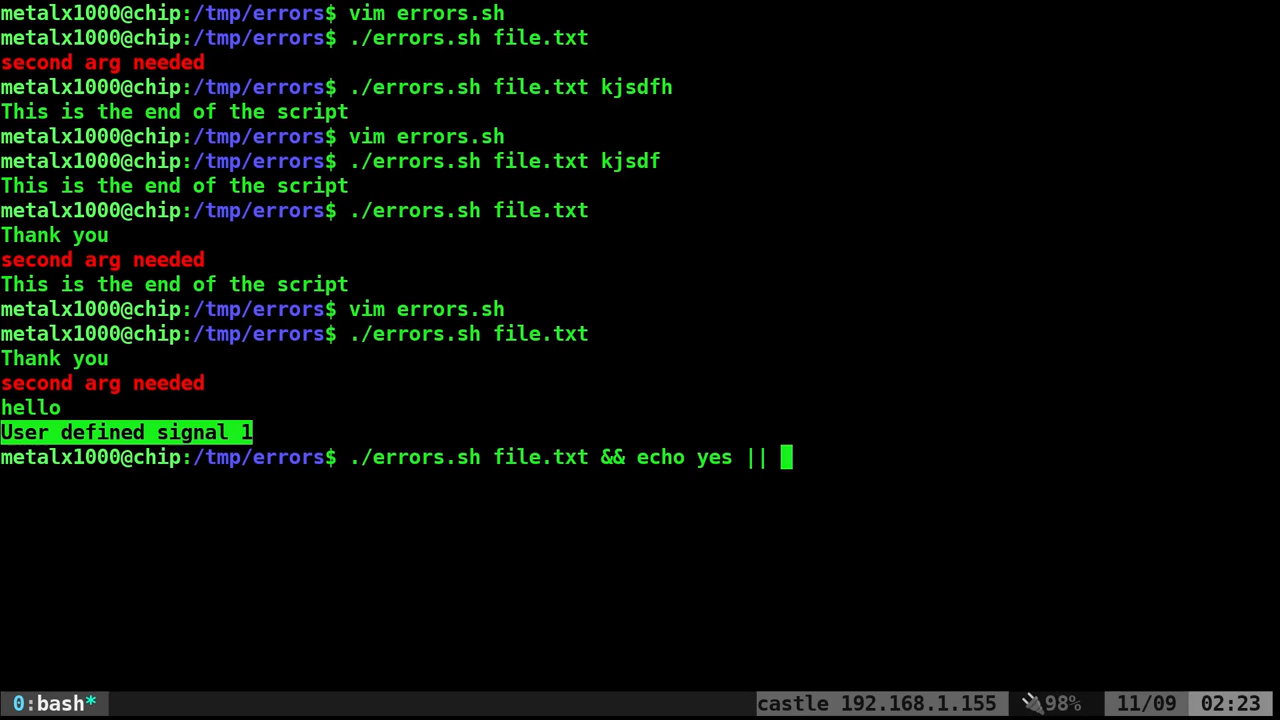 metalx1000@chip:/tmp/errors$ vim errors.sh
metalx1000@chip:/tmp/errors$ ./errors.sh file.txt
second arg needed
metalx1000@chip:/tmp/errors$ ./errors.sh file.txt kjsdfh
This is the end of the script
metalx1000@chip:/tmp/errors$ vim errors.sh
metalx1000@chip:/tmp/errors$ ./errors.sh file.txt kjsdf
This is the end of the script
metalx1000@chip:/tmp/errors$ ./errors.sh file.txt
Thank you
second arg needed
This is the end of the script
metalx1000@chip:/tmp/errors$ vim errors.sh
metalx1000@chip:/tmp/errors$ ./errors.sh file.txt
Thank you
second arg needed
hello
User defined signal 1
metalx1000@chip:/tmp/errors$ ./errors.sh file.txt && echo yes ||
0:bash* castle 192.168.1.155 98% 11/09 02:23